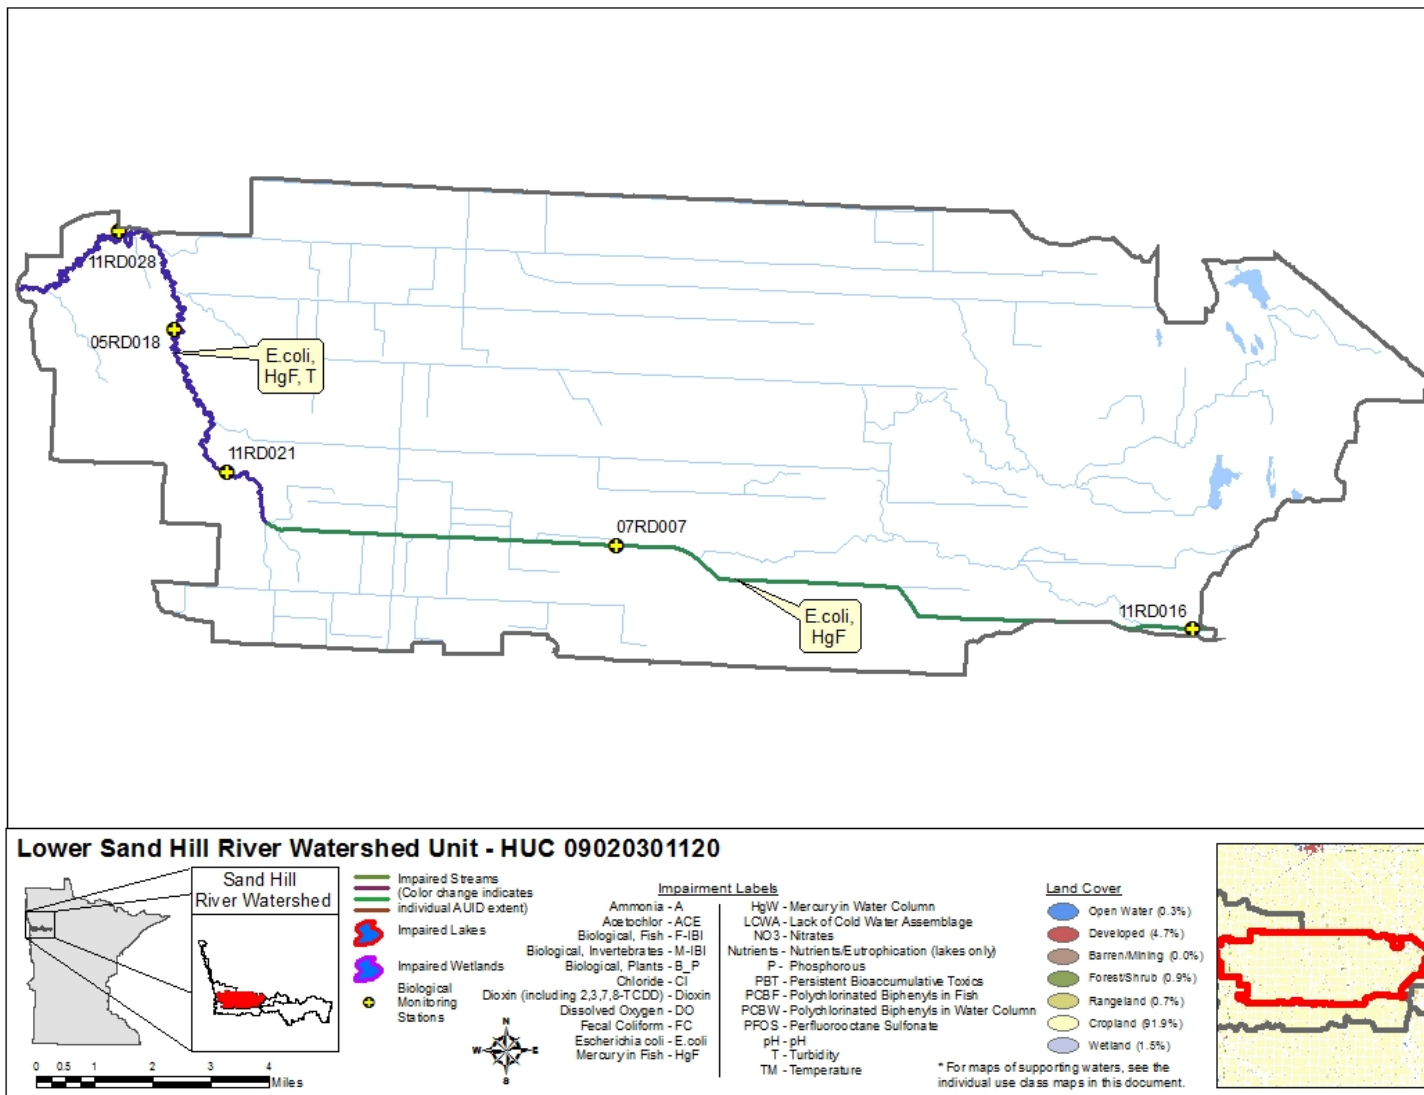 11RD028
05RD018
E.coli,
HgF, T
11RD021
07RD007
E.coli,
HgF
11RD016
Lower Sand Hill River Watershed Unit - HUC 09020301120
Sand Hill
River Watershed
0 0.5 1 2 3 4
Miles
Impaired Streams
(Color change indicates
individual AUID extent)
Impaired Lakes
Impaired Wetlands
Biological
Monitoring
Stations
N
W E
S
Impairment Labels
Ammonia - A
Acetochlor - ACE
Biological, Fish - F-IBI
Biological, Invertebrates - M-IBI
Biological, Plants - B_P
Chloride - Cl
Dioxin (including 2,3,7,8-TCDD) - Dioxin
Dissolved Oxygen - DO
Fecal Coliform - FC
Escherichia coli - E.coli
Mercury in Fish - HgF
HgW - Mercury in Water Column
LCWA - Lack of Cold Water Assemblage
NO3 - Nitrates
Nutrients - Nutrients/Eutrophication (lakes only)
P - Phosphorous
PBT - Persistent Bioaccumulative Toxics
PCBF - Polychlorinated Biphenyls in Fish
PCBW - Polychlorinated Biphenyls in Water Column
PFOS - Perfluorooctane Sulfonate
pH - pH
T - Turbidity
TM - Temperature
Land Cover
Open Water (0.3%)
Developed (4.7%)
Barren/Mining (0.0%)
Forest/Shrub (0.9%)
Rangeland (0.7%)
Cropland (91.9%)
Wetland (1.5%)
* For maps of supporting waters, see the
individual use class maps in this document.